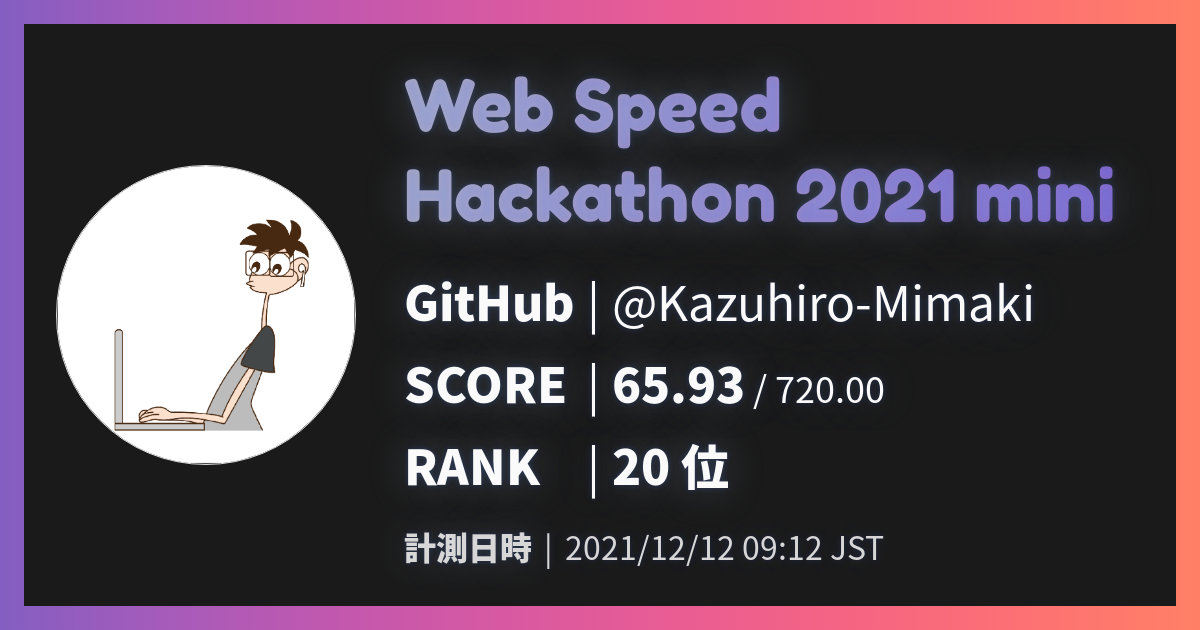 Web Speed
Hackathon 2021 mini
GitHub | @Kazuhiro-Mimaki
SCORE | 65.93 / 720.00
RANK | 20 位
計測日時 | 2021/12/12 09:12 JST